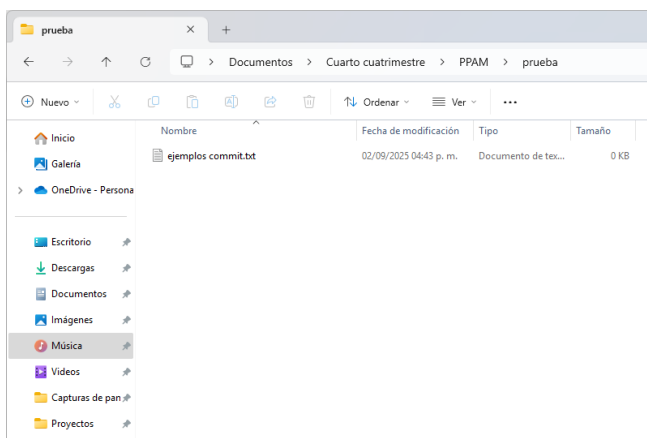 prueba
Documentos > Cuarto cuatrimestre > PPAM > prueba
Nuevo Ordenar Ver ...
Nombre Fecha de modificación Tipo Tamaño
ejemplos commit.txt 02/09/2025 04:43 p. m. Documento de tex... 0 KB
Inicio
Galería
OneDrive - Persona
Escritorio
Descargas
Documentos
Imágenes
Música
Videos
Capturas de pan
Proyectos